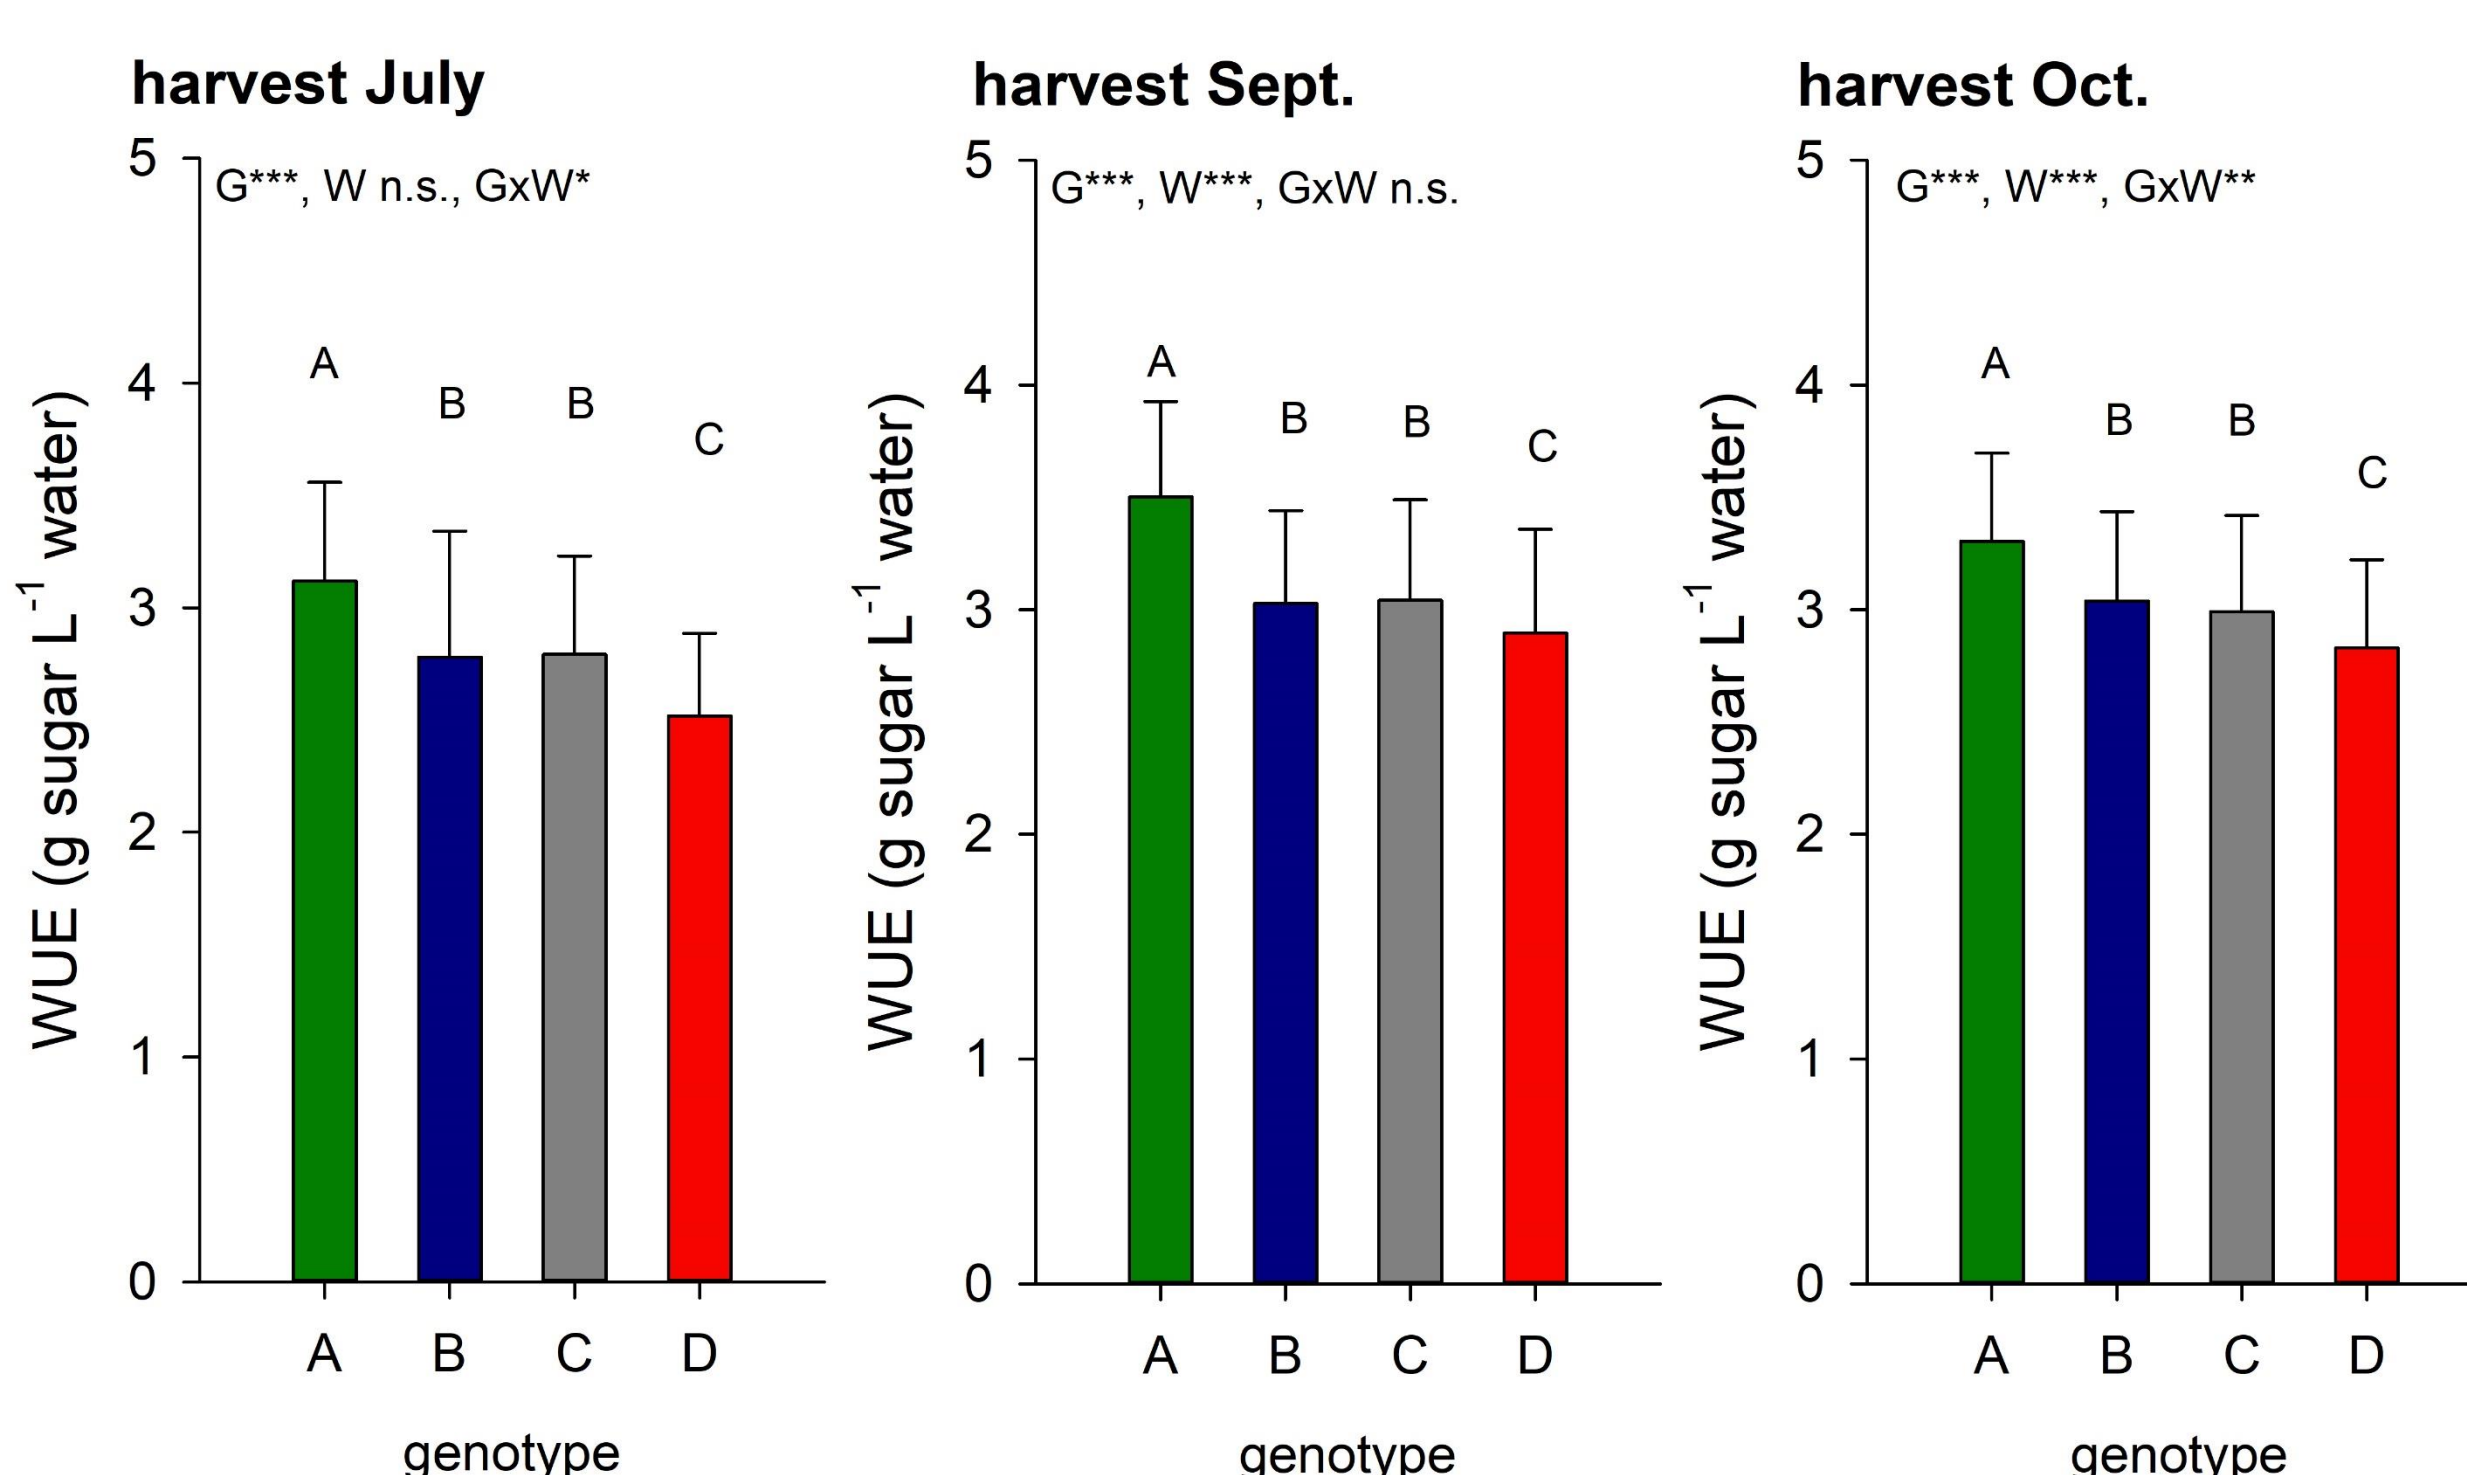 harvest July
G***, W n.s., GxW*
WUE (g sugar L-1 water)
5
4
3
2
1
0
A
B
B
C
A B C D
genotype
harvest Sept.
G***, W***, GxW n.s.
WUE (g sugar L-1 water)
5
4
3
2
1
0
A
B
B
C
A B C D
genotype
harvest Oct.
G***, W***, GxW**
WUE (g sugar L-1 water)
5
4
3
2
1
0
A
B
B
C
A B C D
genotype